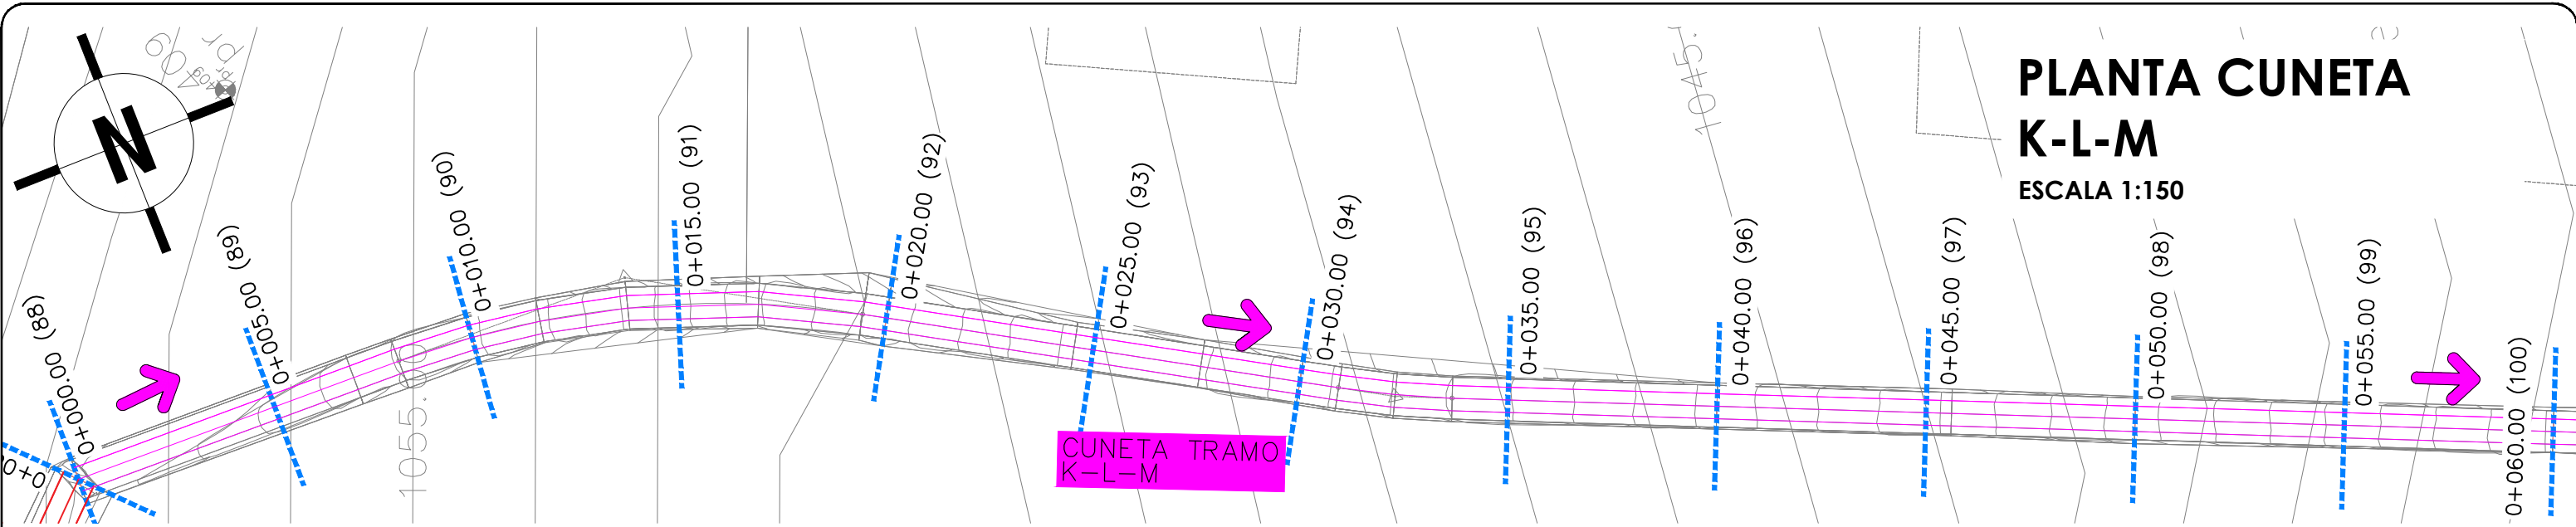 PLANTA CUNETA
K-L-M
ESCALA 1:150
N
409
pr
pr409
0+000.00 (88)
0+005.00 (89)
0+010.00 (90)
0+015.00 (91)
0+020.00 (92)
0+025.00 (93)
0+030.00 (94)
0+035.00 (95)
0+040.00 (96)
0+045.00 (97)
0+050.00 (98)
0+055.00 (99)
0+060.00 (100)
1045.
CUNETA TRAMO
K-L-M